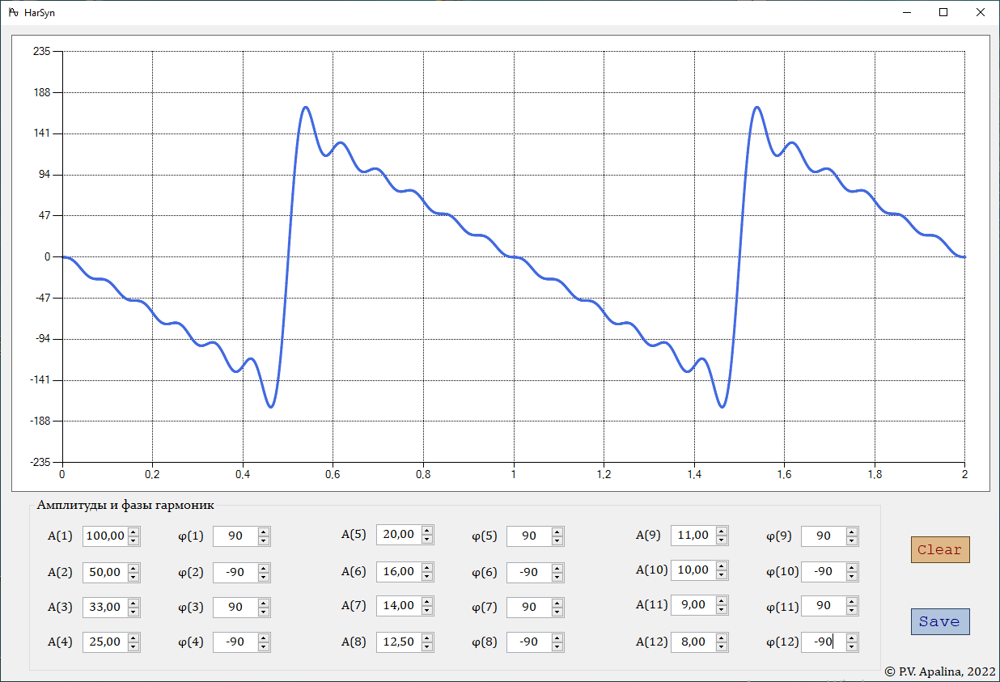 HarSyn
235
188
141
94
47
0
-47
-94
-141
-188
-235
0 0,2 0,4 0,6 0,8 1 1,2 1,4 1,6 1,8 2
Амплитуды и фазы гармоник
A(1) 100,00 φ(1) 90 A(5) 20,00 φ(5) 90 A(9) 11,00 φ(9) 90
A(2) 50,00 φ(2) -90 A(6) 16,00 φ(6) -90 A(10) 10,00 φ(10) -90
A(3) 33,00 φ(3) 90 A(7) 14,00 φ(7) 90 A(11) 9,00 φ(11) 90
A(4) 25,00 φ(4) -90 A(8) 12,50 φ(8) -90 A(12) 8,00 φ(12) -90
Clear
Save
© P.V. Apalina, 2022